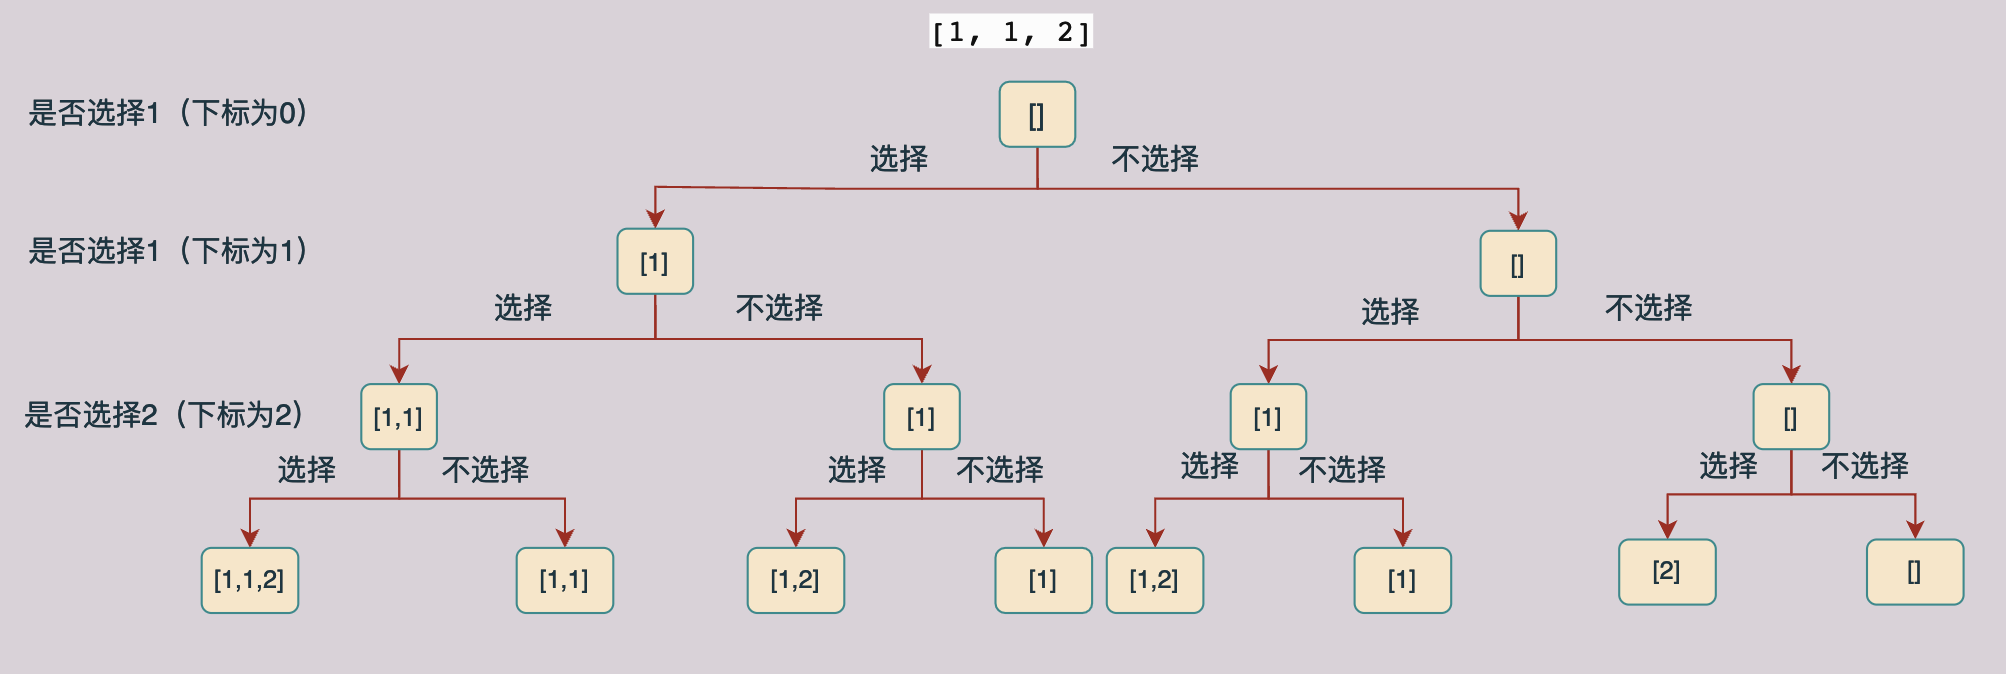 [1, 1, 2]
是否选择1（下标为0）
[]
选择
不选择
是否选择1（下标为1）
[1]
[]
选择
不选择
选择
不选择
是否选择2（下标为2）
[1,1]
[1]
[1]
[]
选择
不选择
选择
不选择
选择
不选择
选择
不选择
[1,1,2]
[1,1]
[1,2]
[1]
[1,2]
[1]
[2]
[]